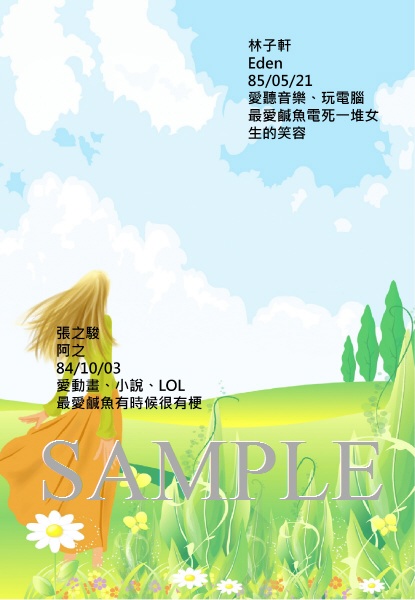 林子軒
Eden
85/05/21
愛聽音樂、玩電腦
最愛鹹魚電死一堆女
生的笑容
張之駿
阿之
84/10/03
愛動畫、小說、LOL
最愛鹹魚有時候很有梗
SAMPLE